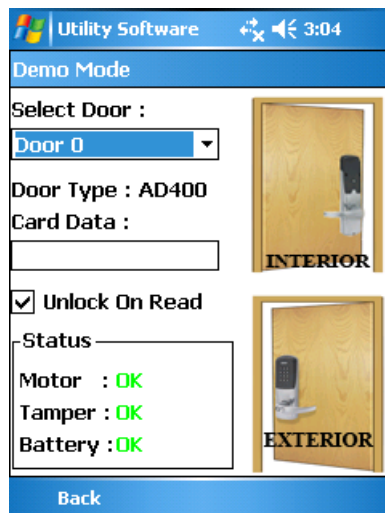 Utility Software 3:04
Demo Mode
Select Door :
Door 0
Door Type : AD400
Card Data :
INTERIOR
Unlock On Read
Status
Motor : OK
Tamper : OK
Battery : OK
EXTERIOR
Back